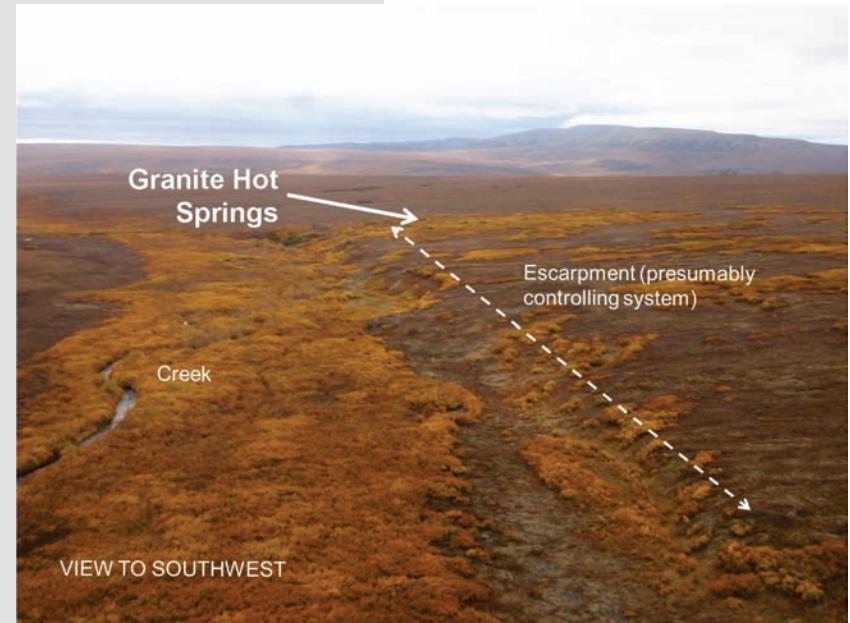 Granite Hot
Springs
Escarpment (presumably
controlling system)
Creek
VIEW TO SOUTHWEST